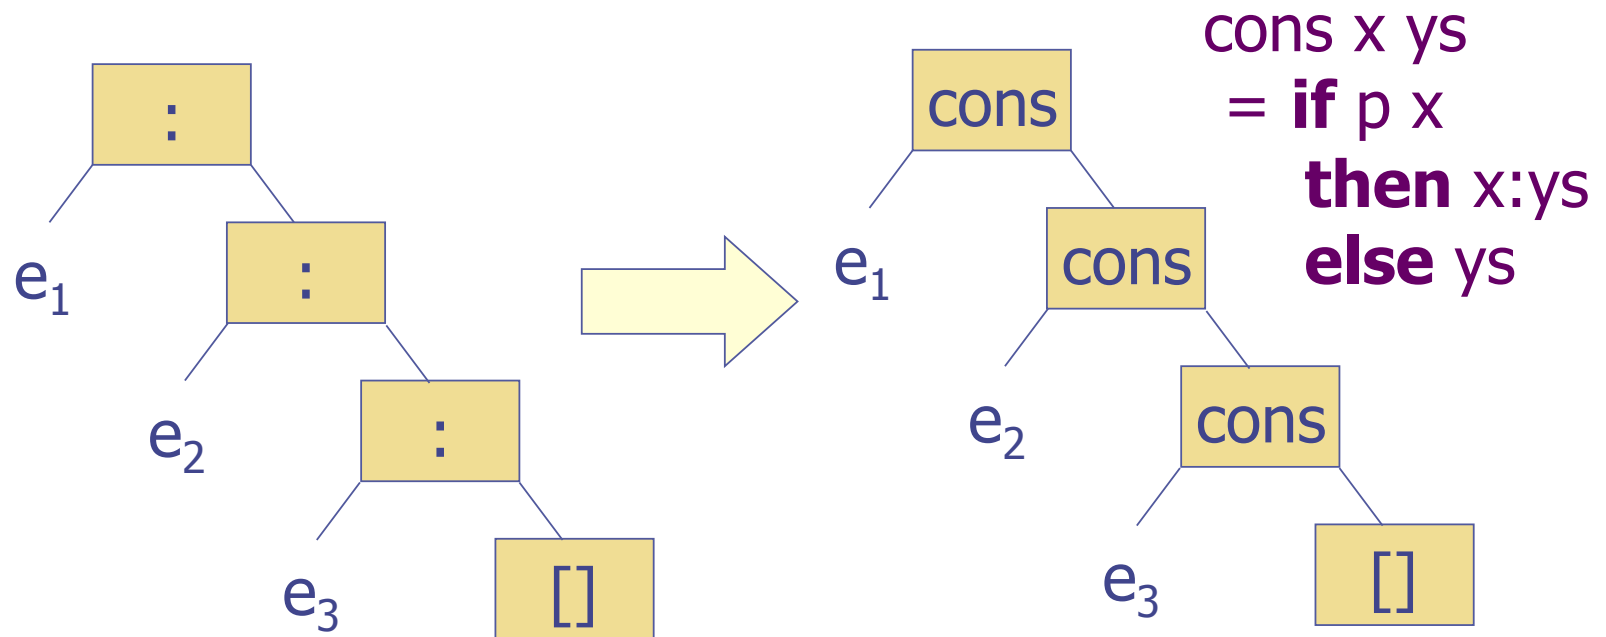 :
e₁
:
e₂
:
e₃
[]
cons
e₁
cons
e₂
cons
e₃
[]
cons x ys
= if p x
then x:ys
else ys